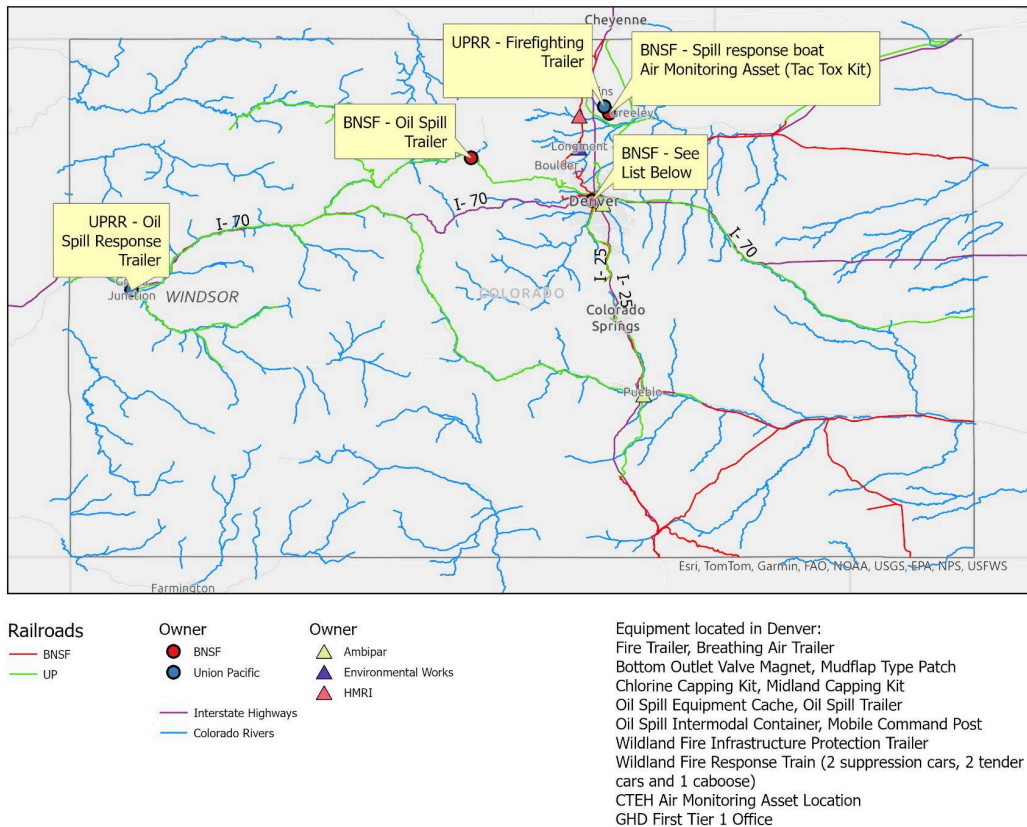 Cheyenne
UPRR - Firefighting
Trailer
BNSF - Spill response boat
Air Monitoring Asset (Tac Tox Kit)
ins
reeley
BNSF - Oil Spill
Trailer
Longmont
Boulder
BNSF - See
List Below
Denver
I- 70
I- 70
I- 70
UPRR - Oil
Spill Response
Trailer
Junction
WINDSOR
COLORADO
I- 25
I- 25
Colorado
Springs
Pueblo
Farmington
Esri, TomTom, Garmin, FAO, NOAA, USGS, EPA, NPS, USFWS
Railroads
BNSF
UP
Owner
BNSF
Union Pacific
Interstate Highways
Colorado Rivers
Owner
Ambipar
Environmental Works
HMRI
Equipment located in Denver:
Fire Trailer, Breathing Air Trailer
Bottom Outlet Valve Magnet, Mudflap Type Patch
Chlorine Capping Kit, Midland Capping Kit
Oil Spill Equipment Cache, Oil Spill Trailer
Oil Spill Intermodal Container, Mobile Command Post
Wildland Fire Infrastructure Protection Trailer
Wildland Fire Response Train (2 suppression cars, 2 tender
cars and 1 caboose)
CTEH Air Monitoring Asset Location
GHD First Tier 1 Office